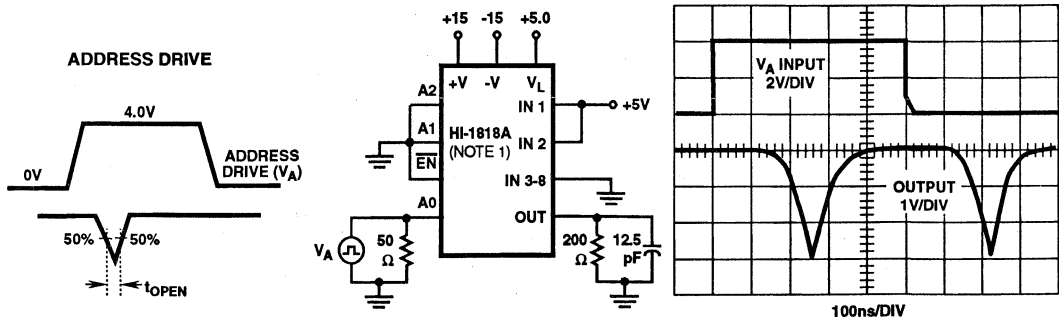 ADDRESS DRIVE
4.0V
0V
ADDRESS
DRIVE (VA)
50% 50%
tOPEN
+15 -15 +5.0
+V -V VL
A2
A1
EN
A0
HI-1818A
(NOTE 1)
IN 1
IN 2
IN 3-8
OUT
+5V
VA
50
Ω
200
Ω
12.5
pF
VA INPUT
2V/DIV
OUTPUT
1V/DIV
100ns/DIV